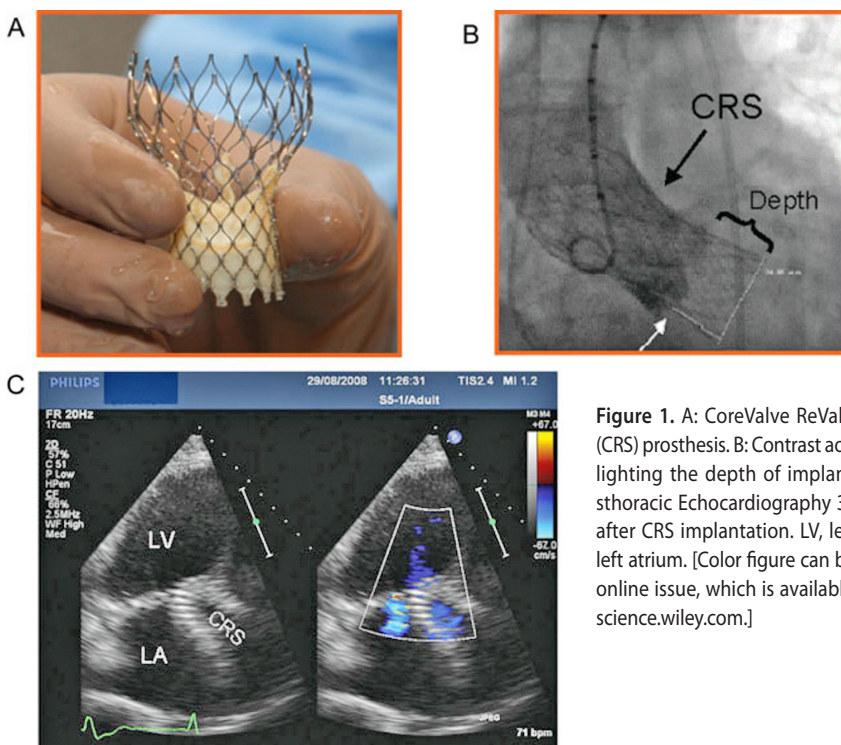 A
B
CRS
Depth
C
PHILIPS
29/08/2008 11:26:31 TIS2.4 MI 1.2
S5-1/Adult
FR 20Hz
17cm
2D
57%
C 51
P Low
HPen
CF
66%
2.5MHz
WF High
Med
M3 M4
+67.0
-67.0
cm/s
LV
CRS
LA
JPEG
71 bpm
Figure 1. A: CoreValve ReVal
(CRS) prosthesis. B: Contrast ac
lighting the depth of implan
sthoracic Echocardiography 3
after CRS implantation. LV, le
left atrium. [Color figure can b
online issue, which is availabl
science.wiley.com.]